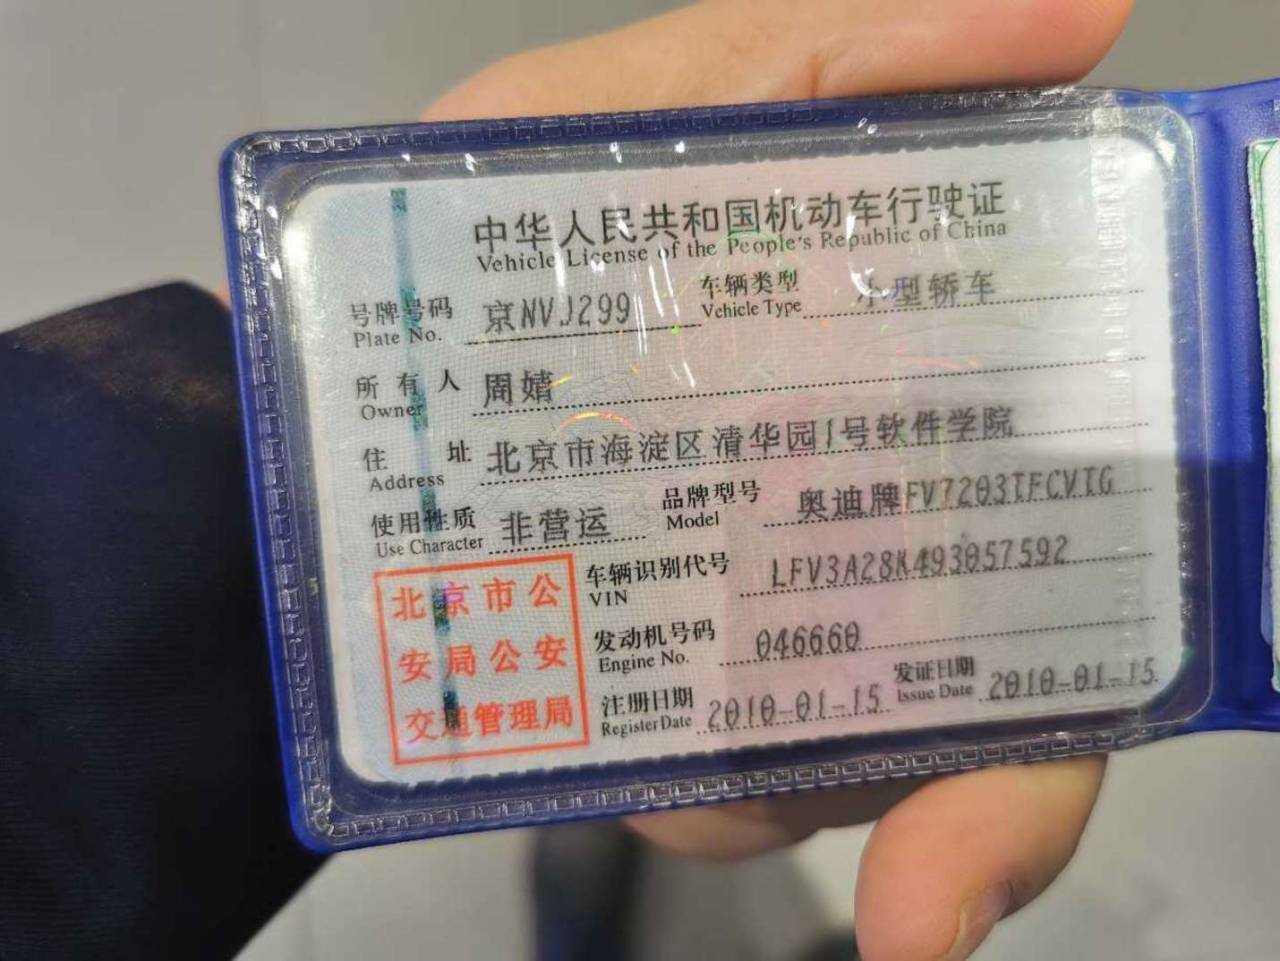 中华人民共和国机动车行驶证
Vehicle License of the People's Republic of China
号牌号码 京NVJ299 车辆类型 小型轿车
Plate No. Vehicle Type
所有人 周婧
Owner
住址 北京市海淀区清华园1号软件学院
Address
使用性质 非营运 品牌型号 奥迪牌FV7203TFCVTG
Use Character Model
车辆识别代号 LFV3A28K493057592
VIN
发动机号码 046660
Engine No.
注册日期 2010-01-15 发证日期 2010-01-15
Register Date Issue Date
北京市公
安局公安
交通管理局